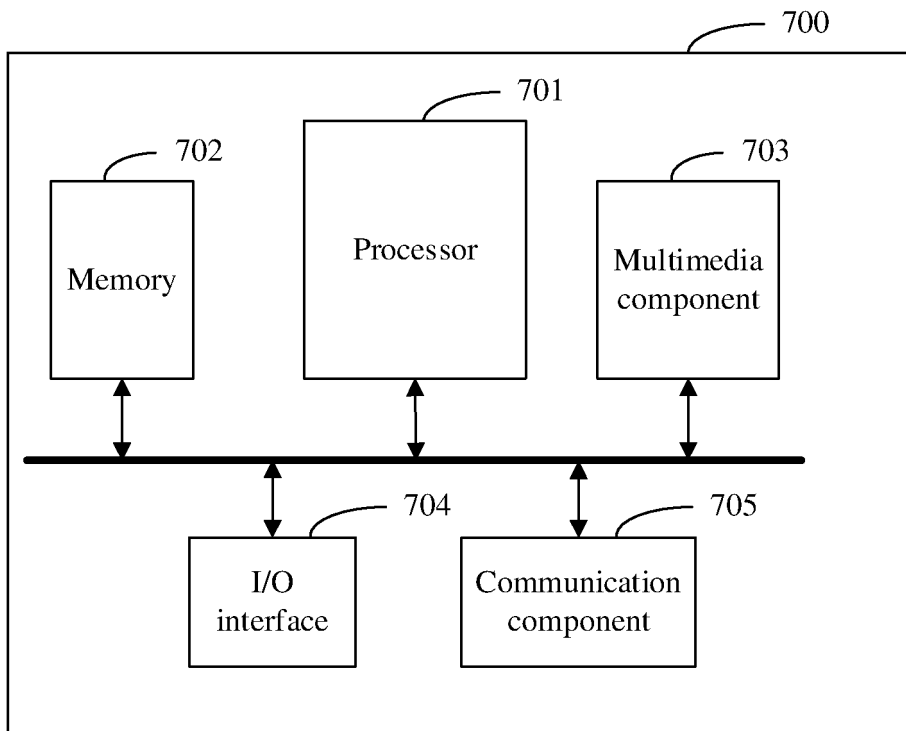 700
701
702
703
Processor
Memory
Multimedia
component
704
705
I/O
interface
Communication
component